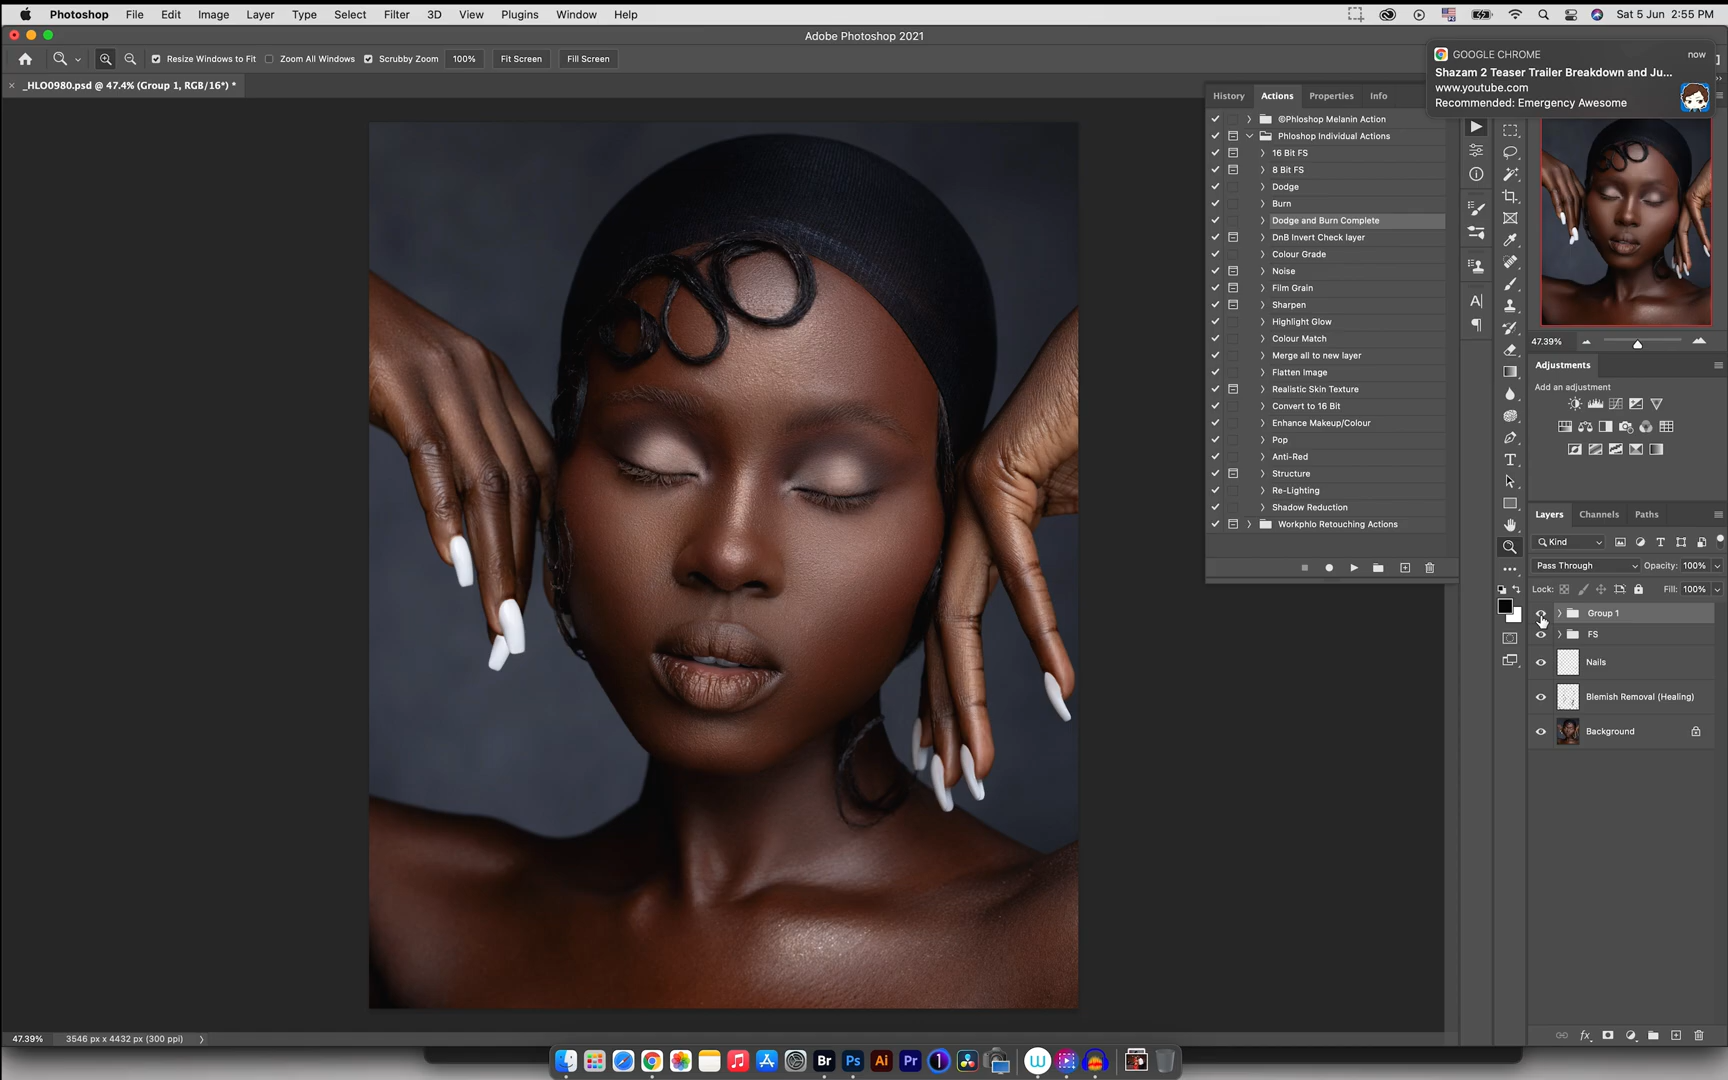 Photoshop File Edit Image Layer Type Select Filter 3D View Plugins Window Help Sat 5 Jun 2:55 PM
Adobe Photoshop 2021
Resize Windows to Fit Zoom All Windows Scrubby Zoom 100% Fit Screen Fill Screen
GOOGLE CHROME now
Shazam 2 Teaser Trailer Breakdown and Ju...
www.youtube.com
Recommended: Emergency Awesome
_HLO0980.psd @ 47.4% (Group 1, RGB/16*) *
History Actions Properties Info
©Phloshop Melanin Action
Phloshop Individual Actions
16 Bit FS
8 Bit FS
Dodge
Burn
Dodge and Burn Complete
DnB Invert Check layer
Colour Grade
Noise
Film Grain
Sharpen
Highlight Glow
Colour Match
Merge all to new layer
Flatten Image
Realistic Skin Texture
Convert to 16 Bit
Enhance Makeup/Colour
Pop
Anti-Red
Structure
Re-Lighting
Shadow Reduction
Workphlo Retouching Actions
47.39%
Adjustments
Add an adjustment
Layers Channels Paths
Kind
Pass Through Opacity: 100%
Lock: Fill: 100%
Group 1
FS
Nails
Blemish Removal (Healing)
Background
47.39% 3546 px x 4432 px (300 ppi)
Br Ps Ai Pr